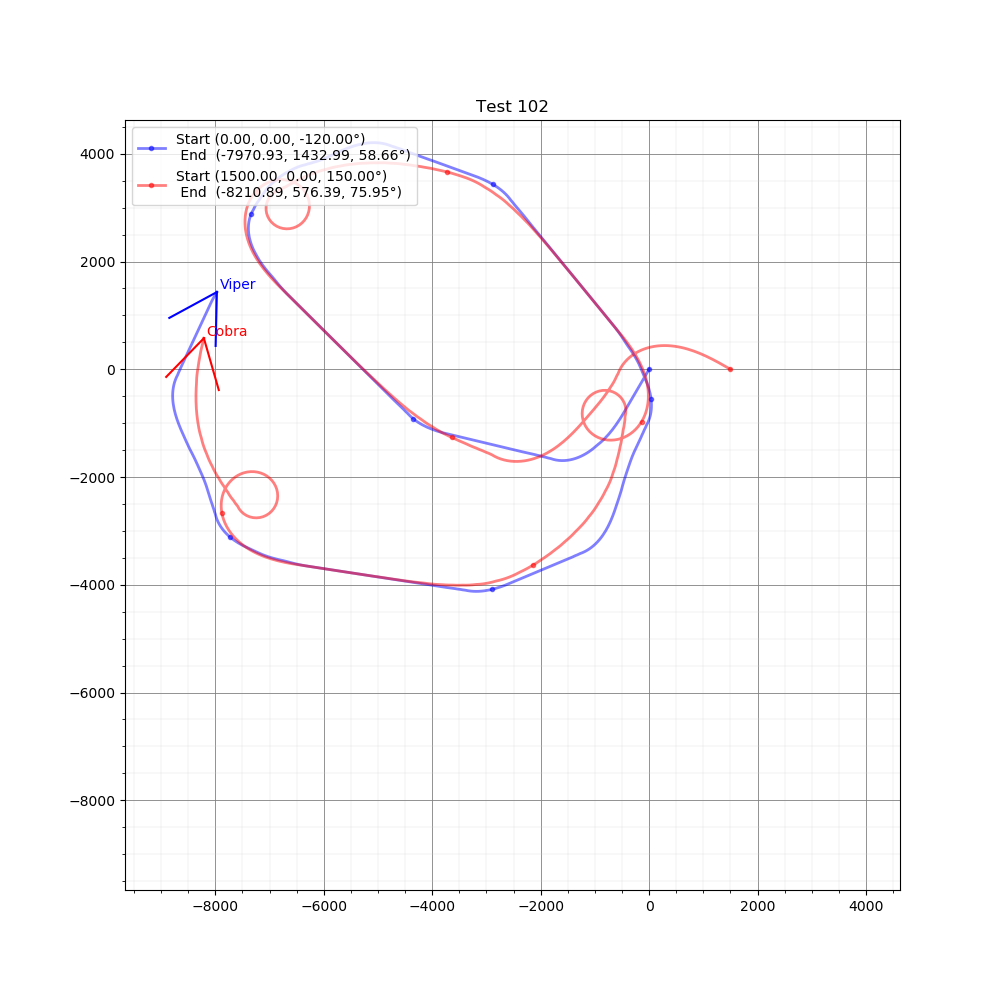 Test 102
Start (0.00, 0.00, -120.00°)
End (-7970.93, 1432.99, 58.66°)
Start (1500.00, 0.00, 150.00°)
End (-8210.89, 576.39, 75.95°)
4000
2000
0
−2000
−4000
−6000
−8000
Viper
Cobra
−8000 −6000 −4000 −2000 0 2000 4000